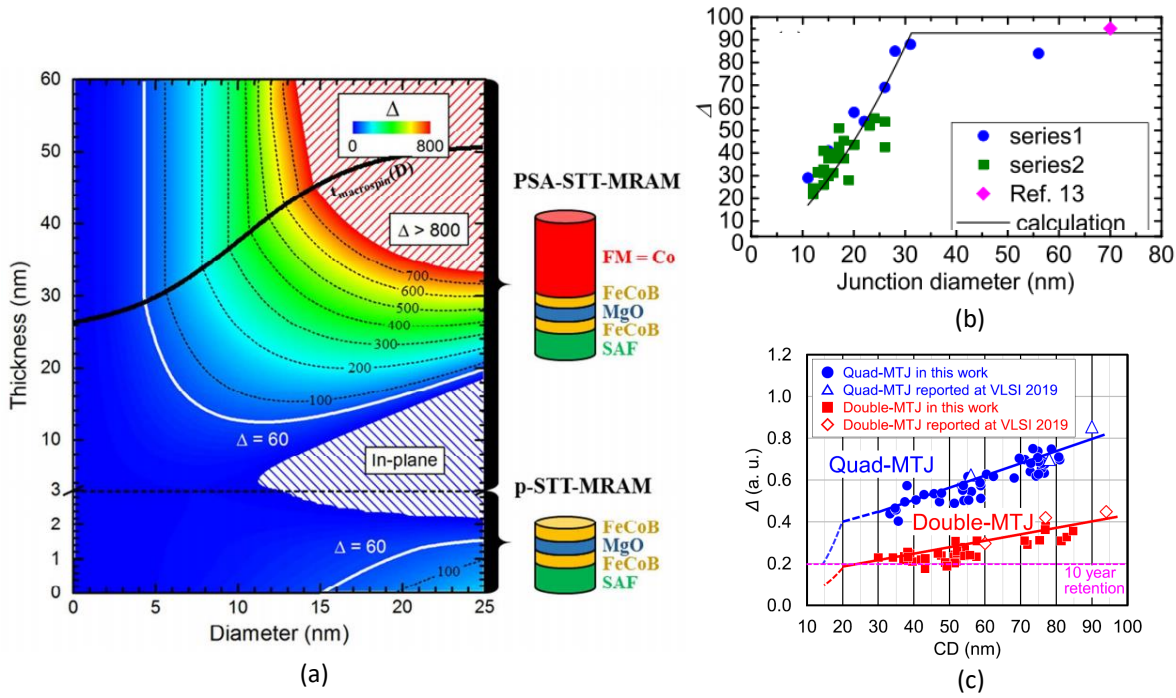 60
50
40
30
20
10
3
2
1
0
Thickness (nm)
0
5
10
15
20
25
Diameter (nm)
Δ
0
800
t_macrospin(D)
Δ > 800
700
600
500
400
300
200
100
Δ = 60
In-plane
Δ = 60
100
PSA-STT-MRAM
FM = Co
FeCoB
MgO
FeCoB
SAF
p-STT-MRAM
FeCoB
MgO
FeCoB
SAF
(a)
100
90
80
70
60
50
40
30
20
10
0
Δ
series1
series2
Ref. 13
calculation
0
10
20
30
40
50
60
70
80
Junction diameter (nm)
(b)
1.2
1.0
0.8
0.6
0.4
0.2
0.0
Δ (a. u.)
Quad-MTJ in this work
Quad-MTJ reported at VLSI 2019
Double-MTJ in this work
Double-MTJ reported at VLSI 2019
Quad-MTJ
Double-MTJ
10 year
retention
10 20 30 40 50 60 70 80 90 100
CD (nm)
(c)